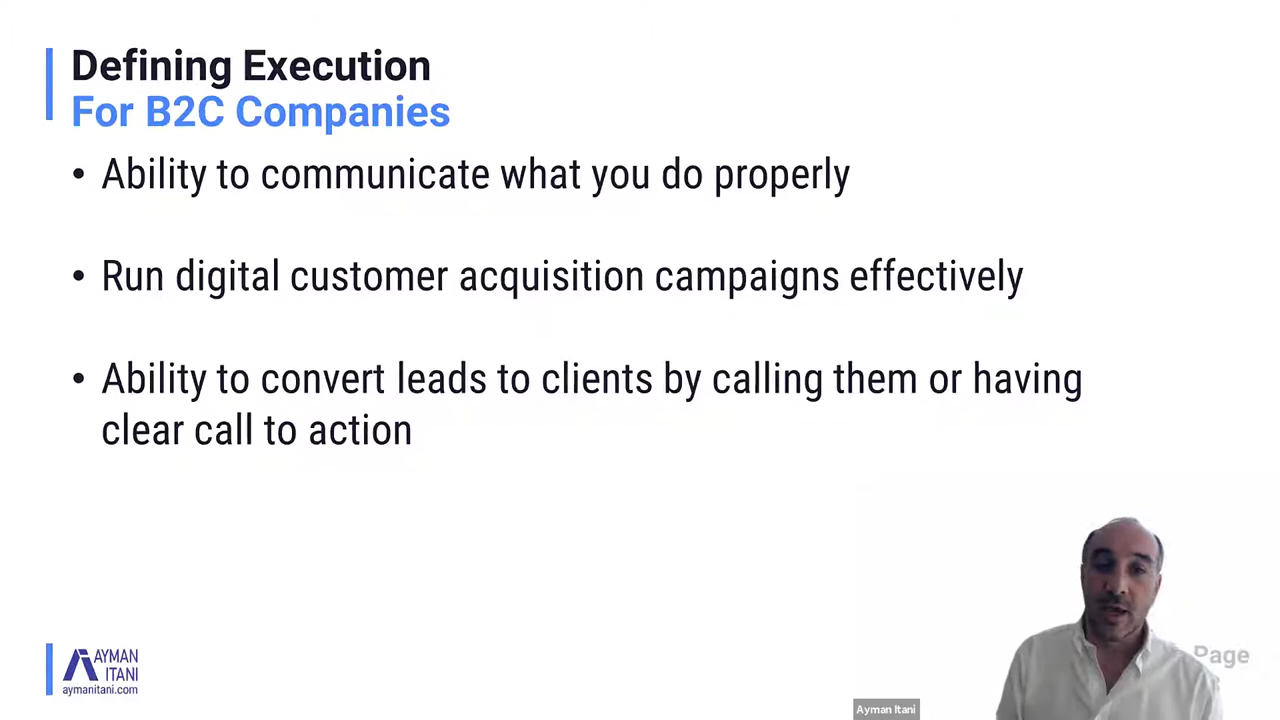 Defining Execution
For B2C Companies
• Ability to communicate what you do properly
• Run digital customer acquisition campaigns effectively
• Ability to convert leads to clients by calling them or having
clear call to action
AYMAN
ITANI
aymanitani.com
Page
Ayman Itani